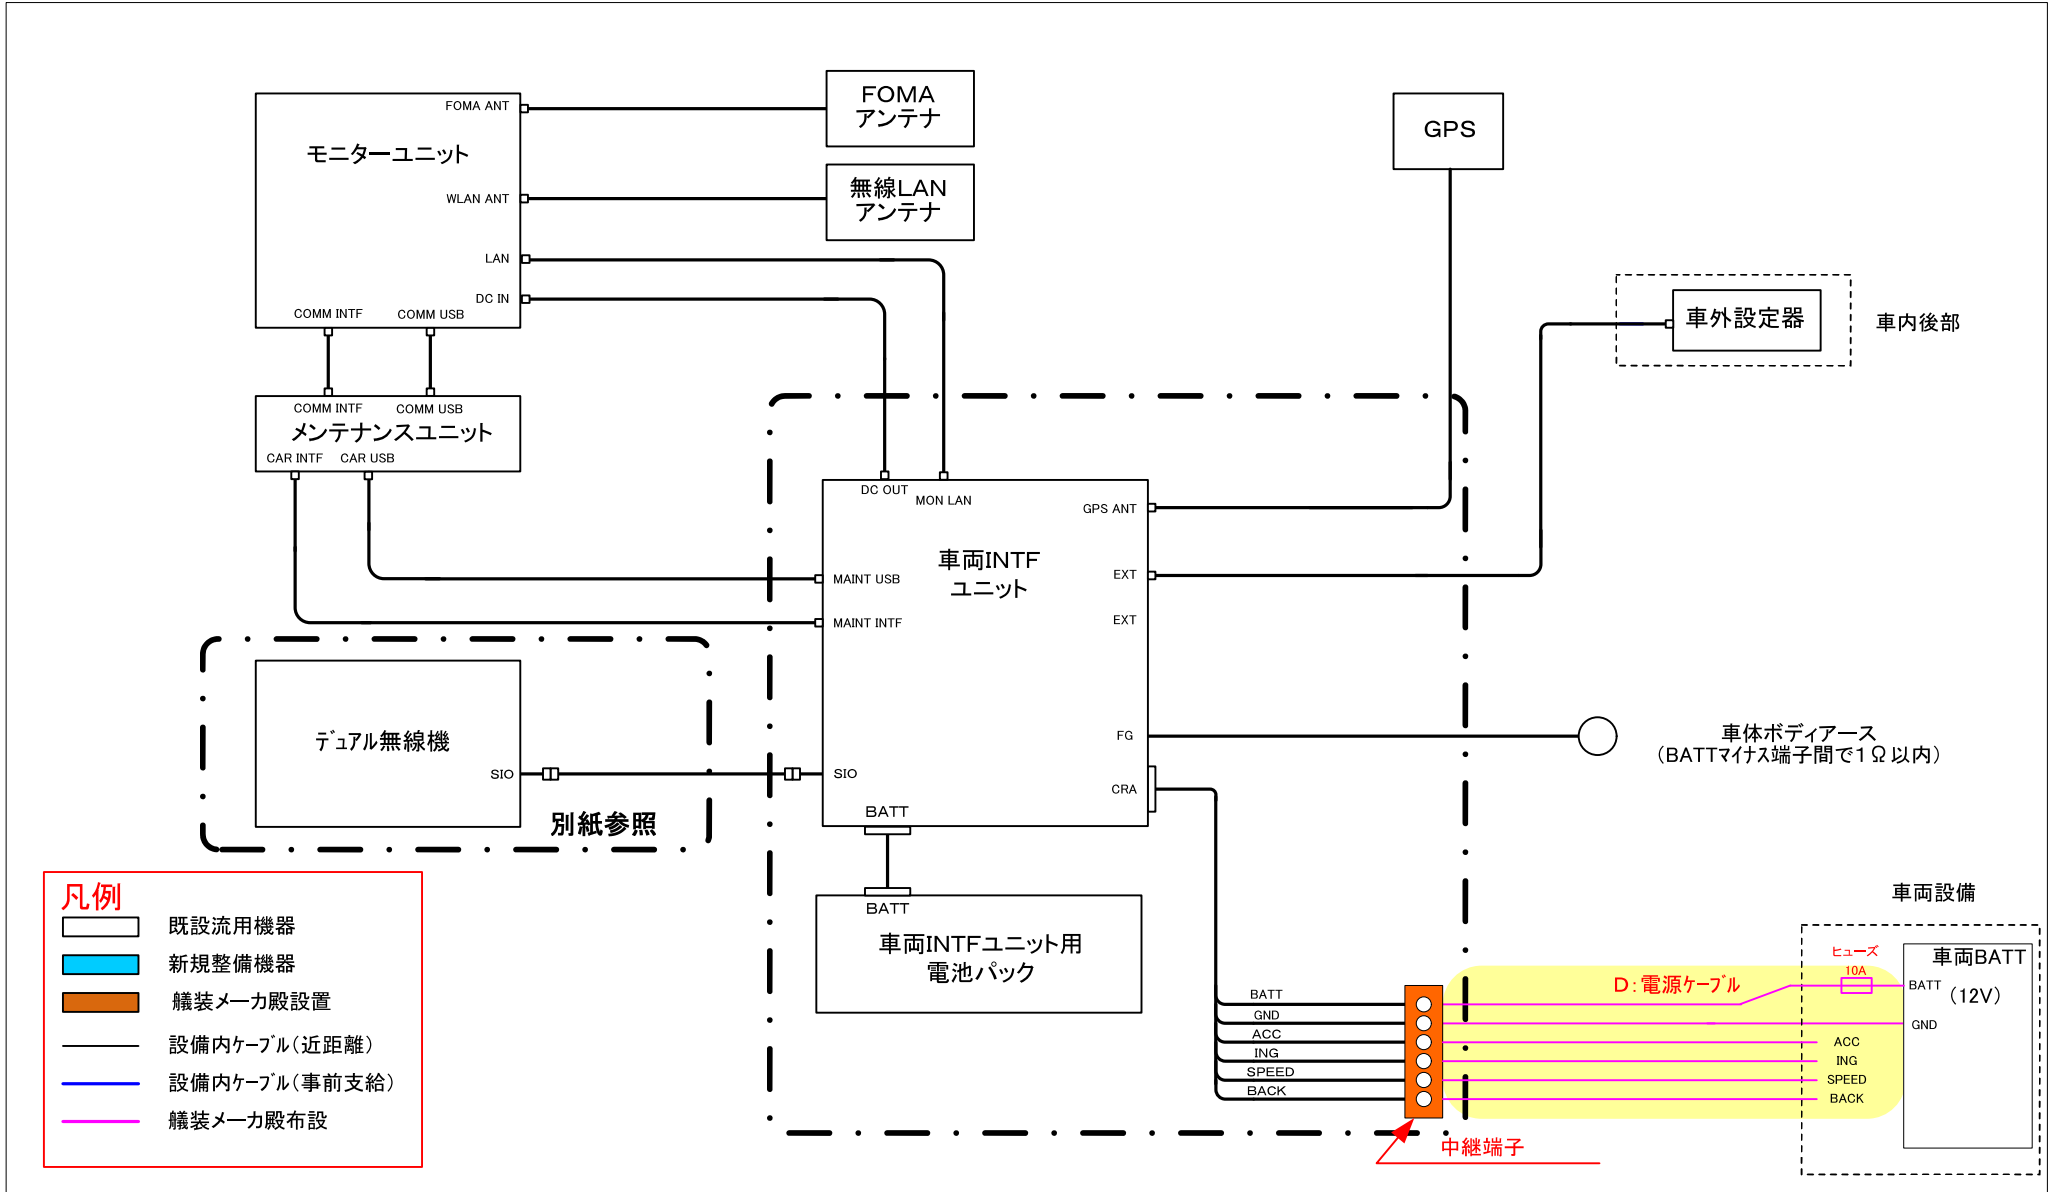 FOMA ANT
モニターユニット
WLAN ANT
LAN
DC IN
COMM INTF
COMM USB
FOMA
アンテナ
無線LAN
アンテナ
GPS
車外設定器
車内後部
COMM INTF
COMM USB
メンテナンスユニット
CAR INTF
CAR USB
DC OUT
MON LAN
GPS ANT
車両INTF
ユニット
MAINT USB
MAINT INTF
EXT
EXT
FG
CRA
SIO
BATT
デュアル無線機
SIO
別紙参照
車体ボディアース
(BATTマイナス端子間で1Ω以内)
BATT
車両INTFユニット用
電池パック
凡例
既設流用機器
新規整備機器
艤装メーカ殿設置
設備内ケーブル(近距離)
設備内ケーブル(事前支給)
艤装メーカ殿布設
BATT
GND
ACC
ING
SPEED
BACK
中継端子
D:電源ケーブル
車両設備
ヒューズ
10A
車両BATT
(12V)
BATT
GND
ACC
ING
SPEED
BACK